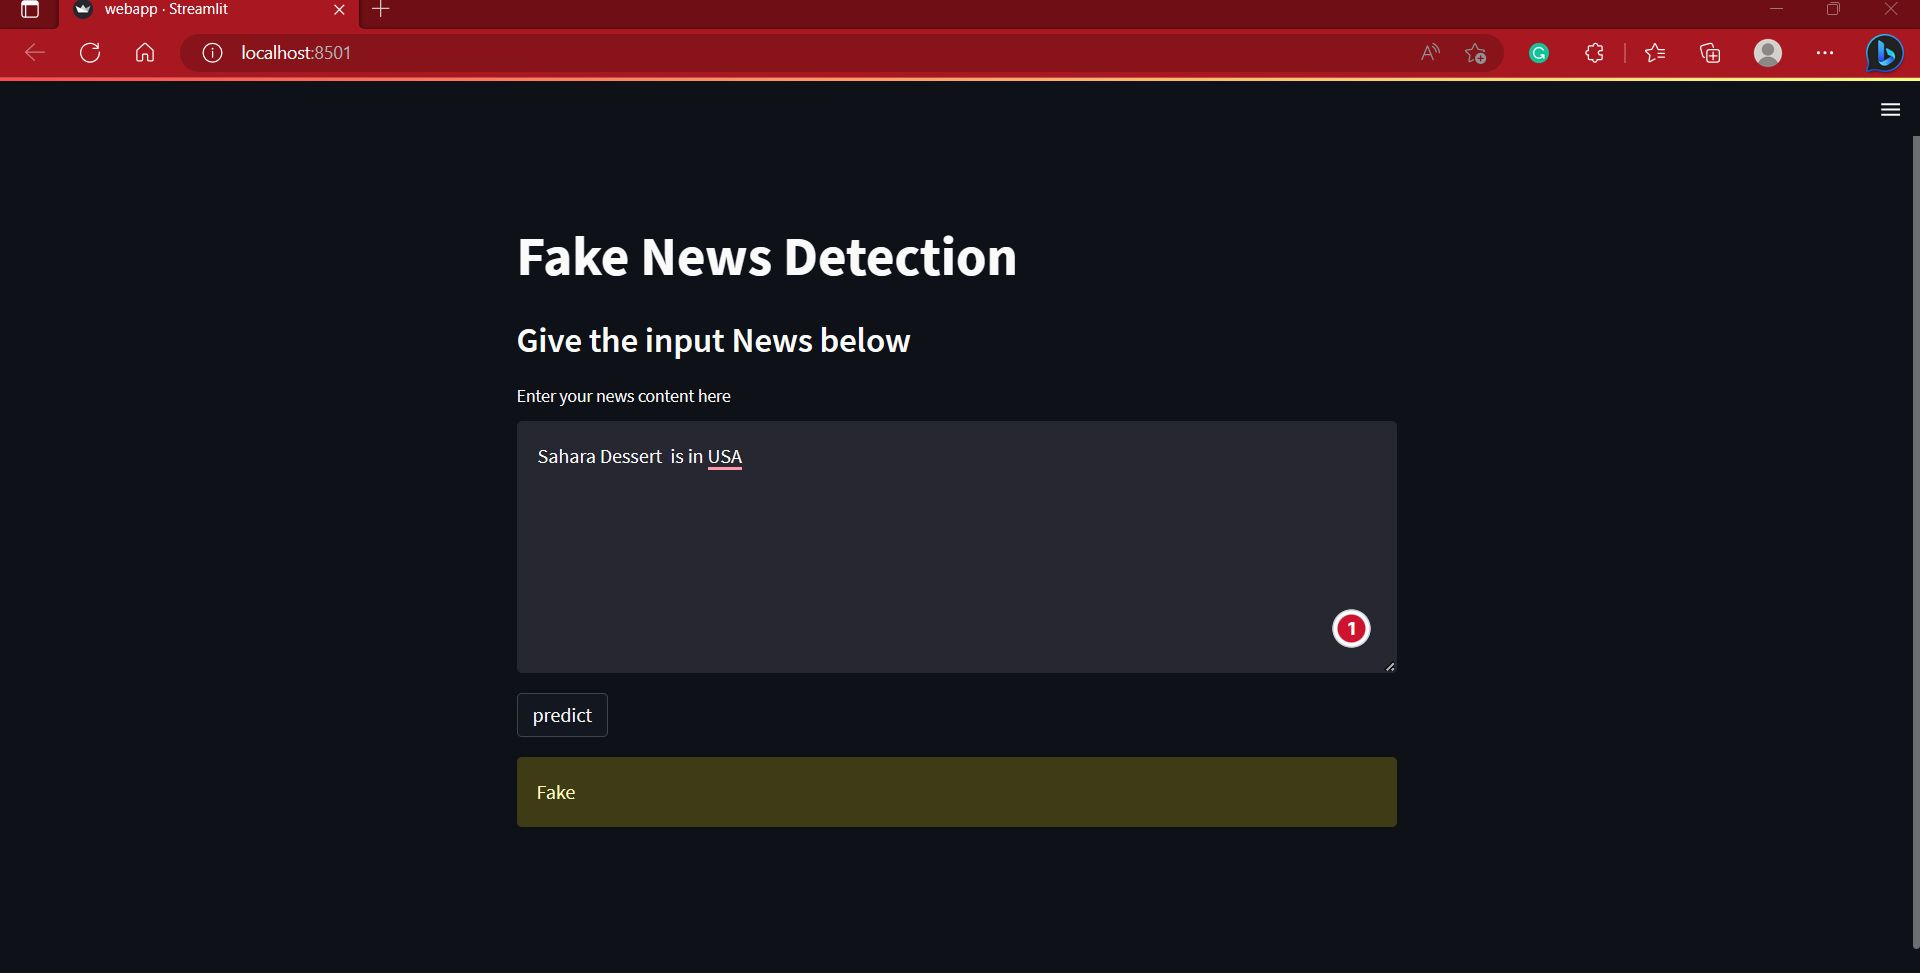 webapp · Streamlit
localhost:8501
Fake News Detection
Give the input News below
Enter your news content here
Sahara Dessert  is in USA
1
predict
Fake